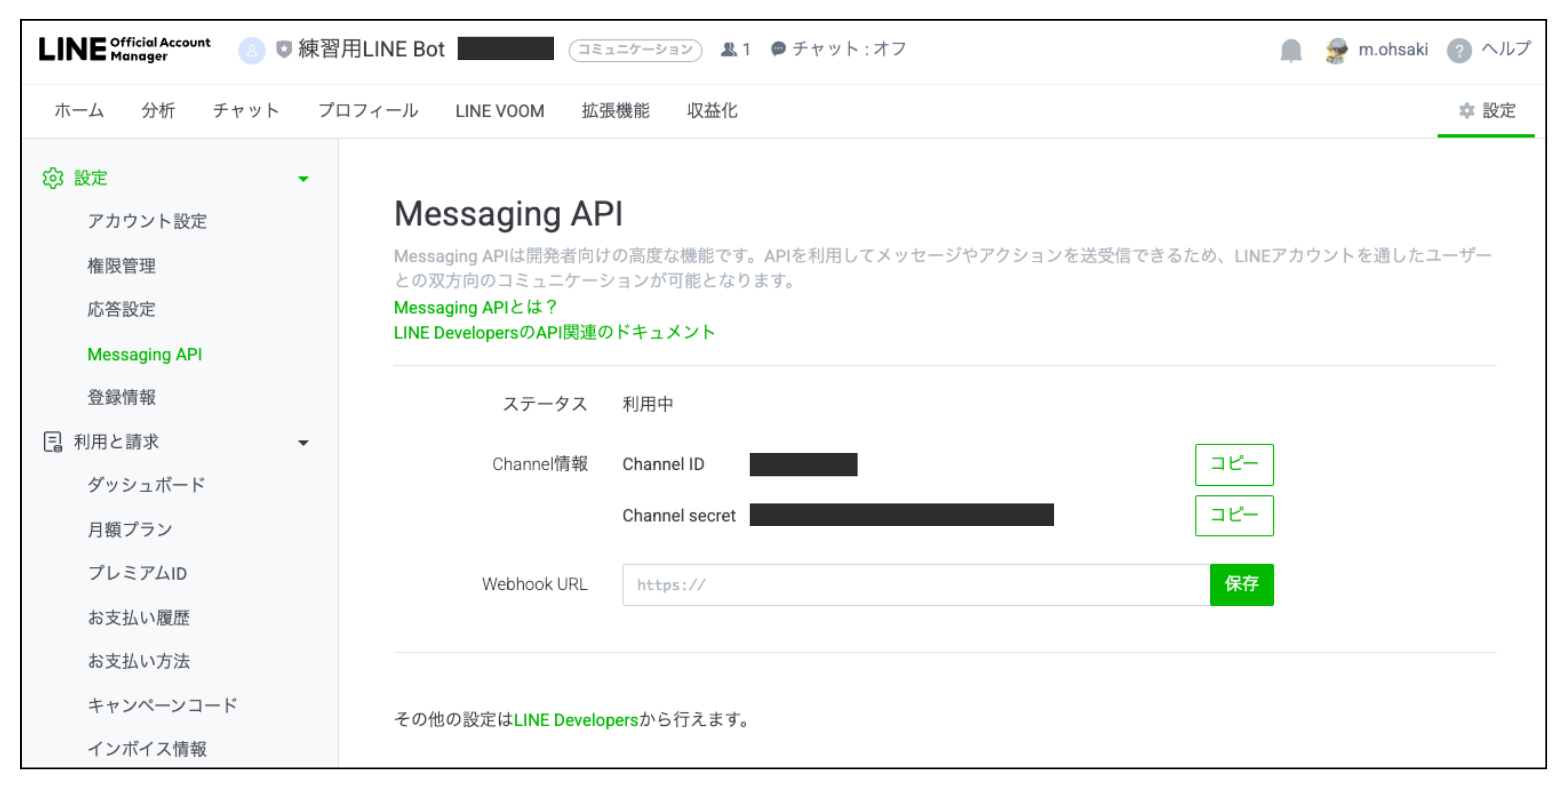 LINE Official Account Manager
練習用LINE Bot
コミュニケーション
1
チャット : オフ
m.ohsaki
? ヘルプ
ホーム 分析 チャット プロフィール LINE VOOM 拡張機能 収益化 設定
設定
アカウント設定
権限管理
応答設定
Messaging API
登録情報
利用と請求
ダッシュボード
月額プラン
プレミアムID
お支払い履歴
お支払い方法
キャンペーンコード
インボイス情報
Messaging API
Messaging APIは開発者向けの高度な機能です。APIを利用してメッセージやアクションを送受信できるため、LINEアカウントを通したユーザー
との双方向のコミュニケーションが可能となります。
Messaging APIとは？
LINE DevelopersのAPI関連のドキュメント
ステータス 利用中
Channel情報 Channel ID コピー
Channel secret コピー
Webhook URL https:// 保存
その他の設定はLINE Developersから行えます。